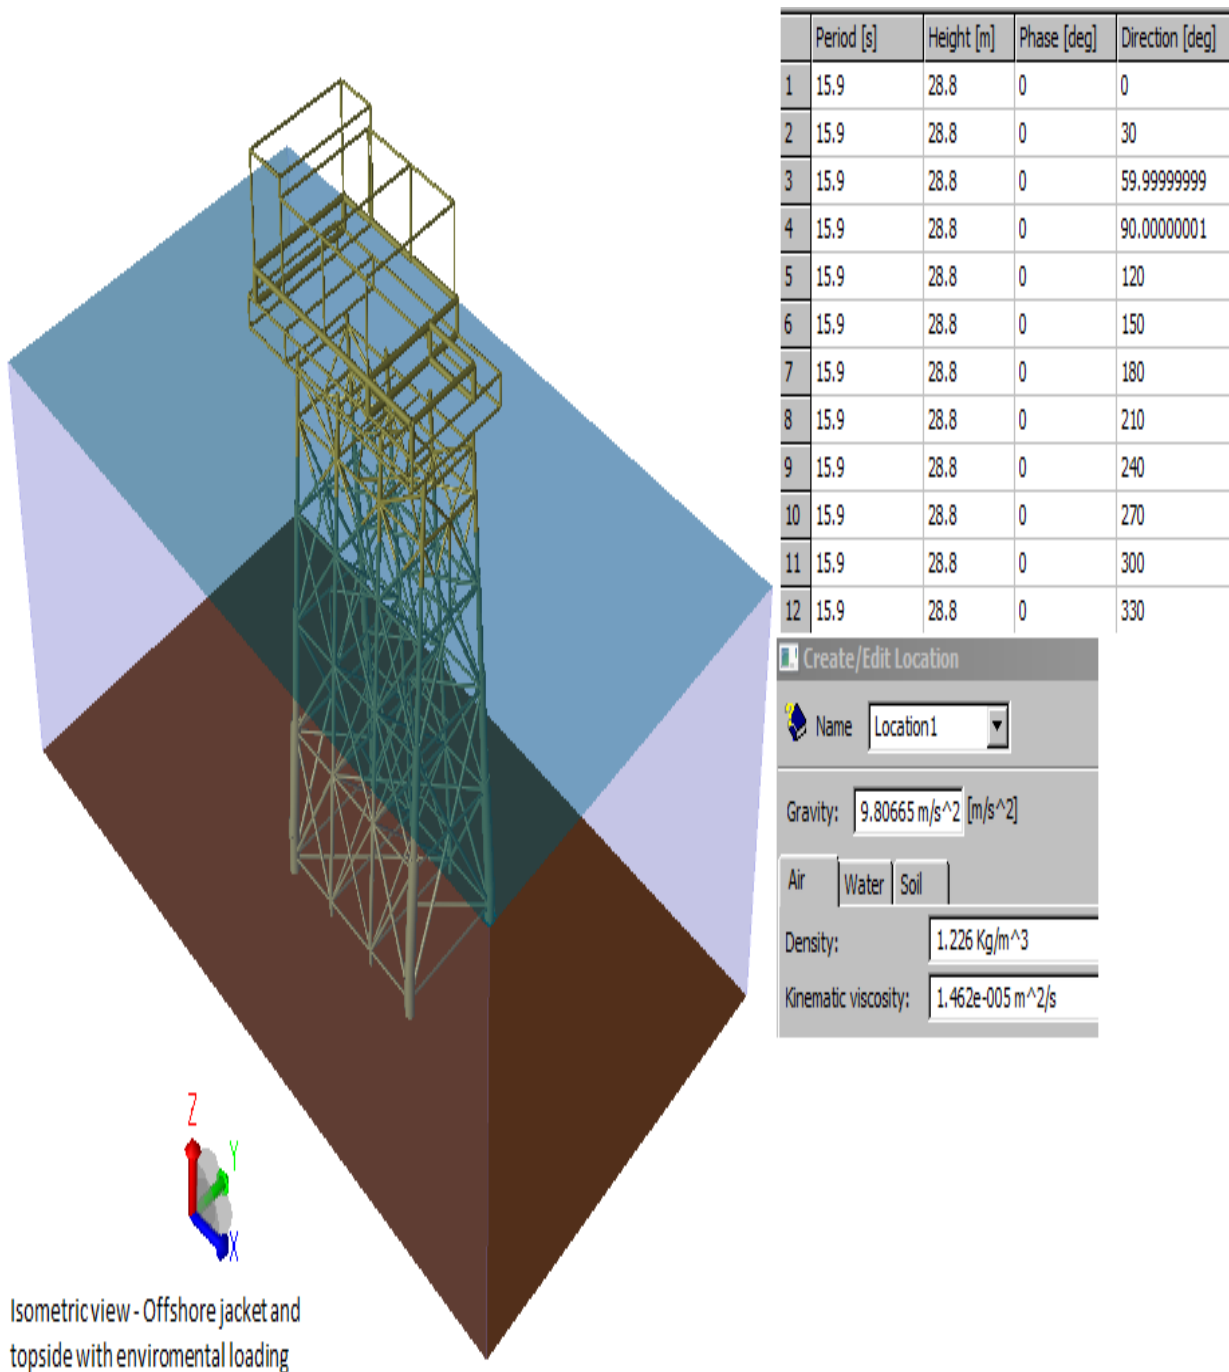 Period [s] Height [m] Phase [deg] Direction [deg]
1 15.9 28.8 0 0
2 15.9 28.8 0 30
3 15.9 28.8 0 59.99999999
4 15.9 28.8 0 90.00000001
5 15.9 28.8 0 120
6 15.9 28.8 0 150
7 15.9 28.8 0 180
8 15.9 28.8 0 210
9 15.9 28.8 0 240
10 15.9 28.8 0 270
11 15.9 28.8 0 300
12 15.9 28.8 0 330
Create/Edit Location
? Name Location1
Gravity: 9.80665 m/s^2 [m/s^2]
Air Water Soil
Density: 1.226 Kg/m^3
Kinematic viscosity: 1.462e-005 m^2/s
Z
Y
X
Isometric view - Offshore jacket and
topside with enviromental loading